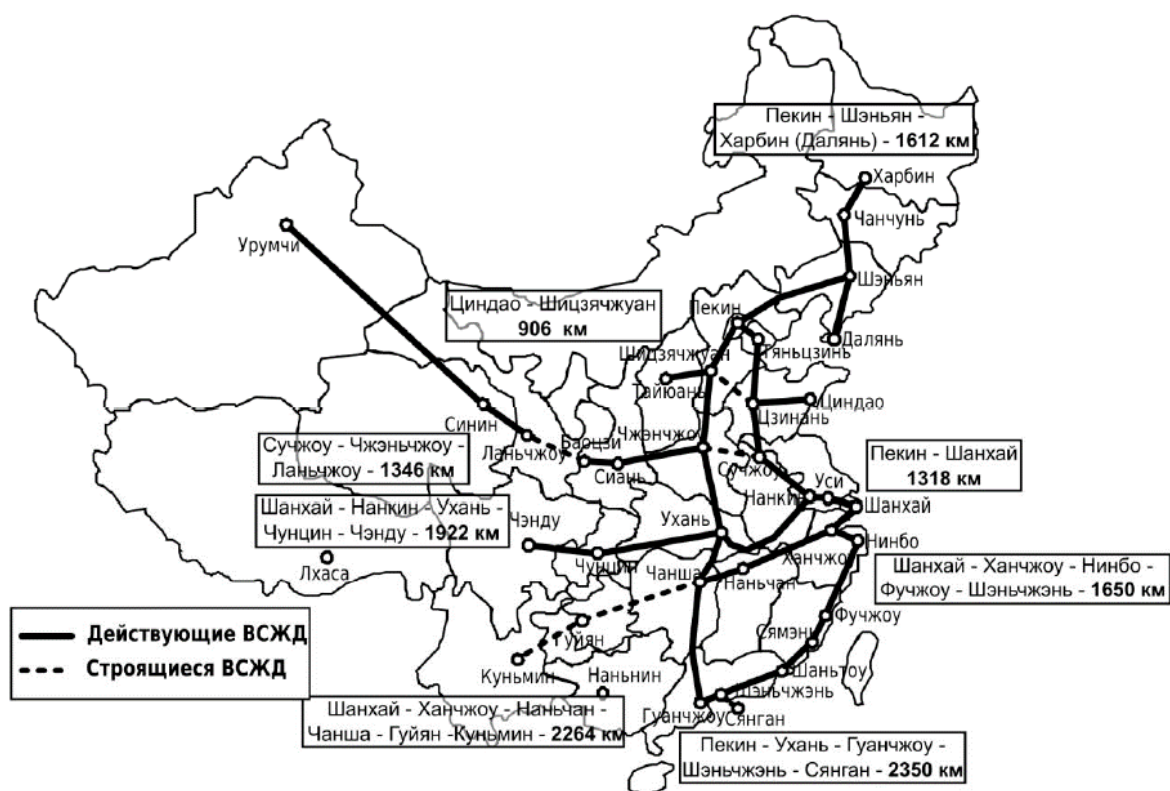 Пекин - Шэньян -
Харбин (Далянь) - 1612 км
Харбин
Чанчунь
Урумчи
Шэньян
Циндао - Шицзячжуан
906 км
Пекин
Далянь
Тяньцзинь
Шицзячжуан
Тайюань
Циндао
Цзинань
Синин
Чжэнчжоу
Баоцзи
Ланьчжоу
Сучжоу
Сиань
Сучжоу - Чжэньчжоу -
Ланьчжоу - 1346 км
Пекин - Шанхай
1318 км
Уси
Нанкин
Шанхай
Шанхай - Нанкин - Ухань -
Чунцин - Чэнду - 1922 км
Чэнду
Ухань
Нинбо
Ханчжоу
Чунцин
Лхаса
Чанша
Наньчан
Шанхай - Ханчжоу - Нинбо -
Фучжоу - Шэньчжэнь - 1650 км
Фучжоу
Действующие ВСЖД
Строящиеся ВСЖД
Гуйян
Сямэнь
Куньмин
Наньнин
Шаньтоу
Шэньчжэнь
Гуанчжоу
Сянган
Шанхай - Ханчжоу - Наньчан -
Чанша - Гуйян -Куньмин - 2264 км
Пекин - Ухань - Гуанчжоу -
Шэньчжэнь - Сянган - 2350 км